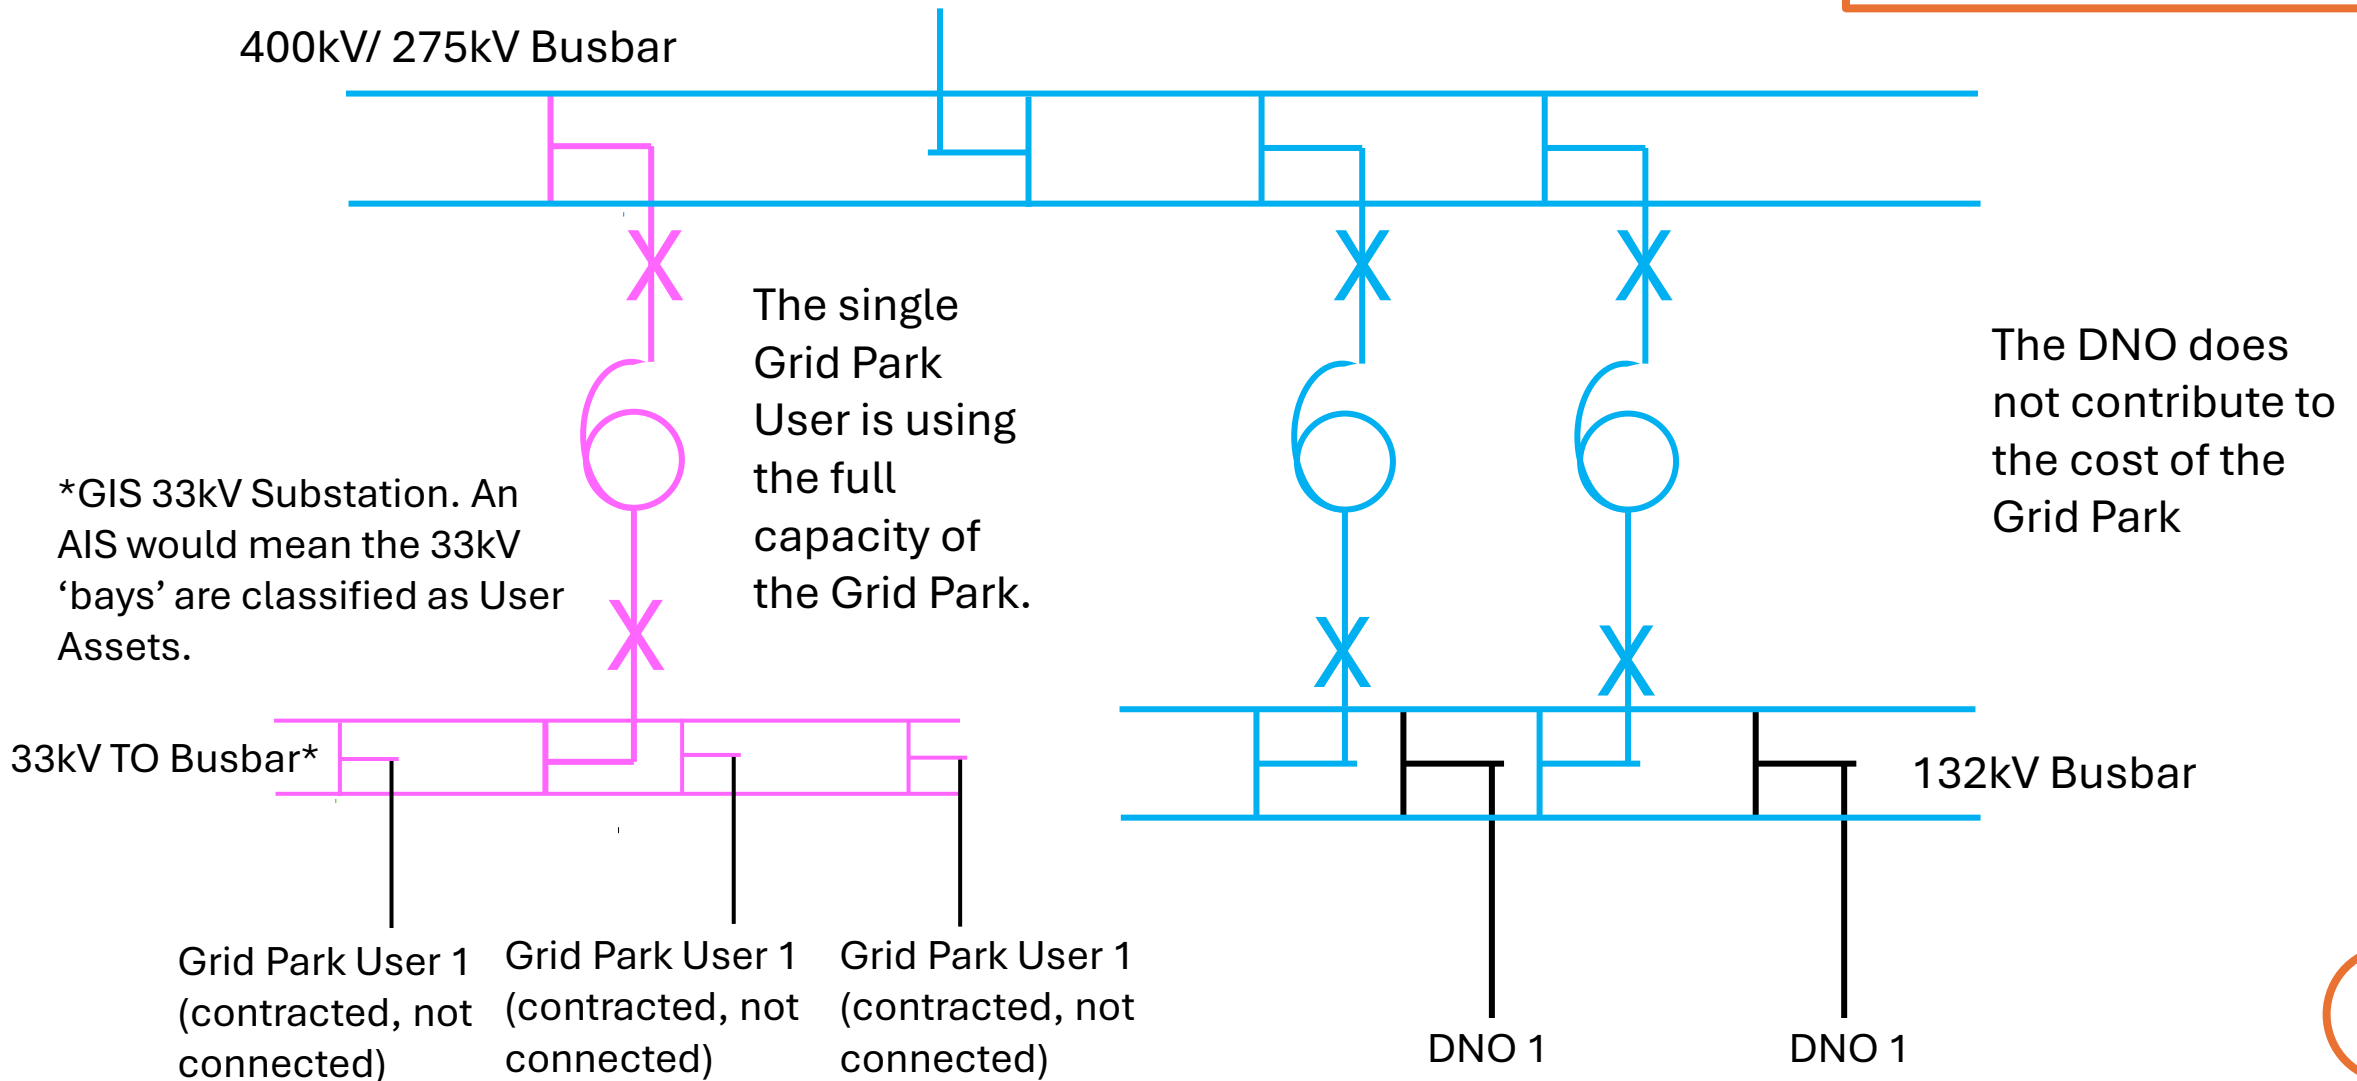 400kV/ 275kV Busbar
The single
Grid Park
User is using
the full
capacity of
the Grid Park.
The DNO does
not contribute to
the cost of the
Grid Park
*GIS 33kV Substation. An
AIS would mean the 33kV
‘bays’ are classified as User
Assets.
33kV TO Busbar*
132kV Busbar
Grid Park User 1
(contracted, not
connected)
Grid Park User 1
(contracted, not
connected)
Grid Park User 1
(contracted, not
connected)
DNO 1
DNO 1